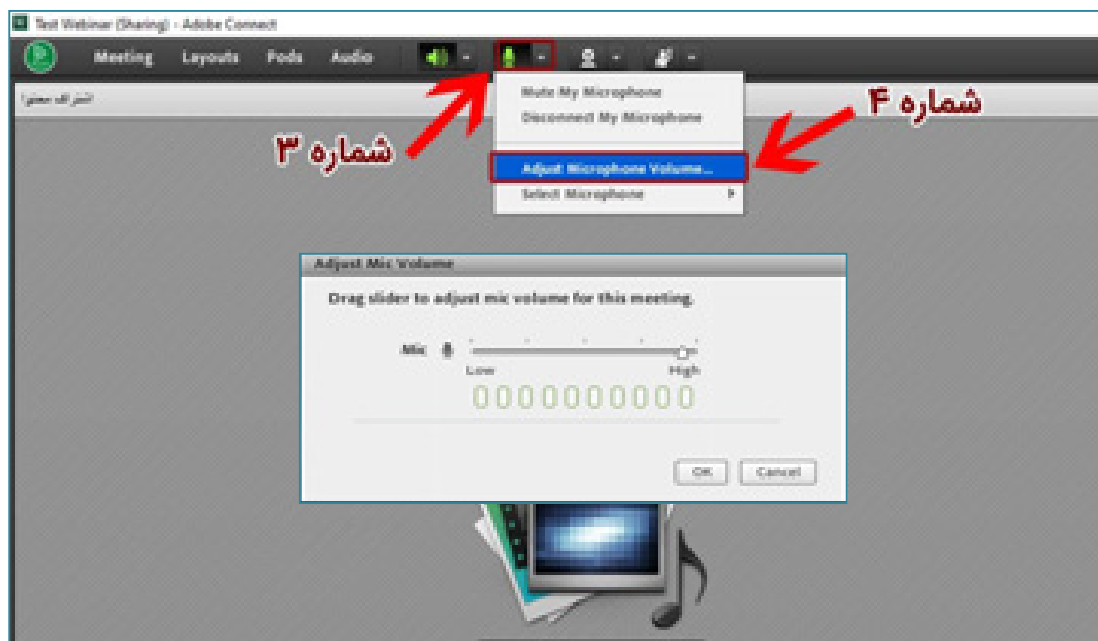 Test Webinar (Sharing) - Adobe Connect
Meeting Layouts Pods Audio
اشتراک محتوا
Mute My Microphone
Disconnect My Microphone
Adjust Microphone Volume...
Select Microphone
شماره ۴
شماره ۳
Adjust Mic Volume
Drag slider to adjust mic volume for this meeting.
Mic
Low High
OK Cancel